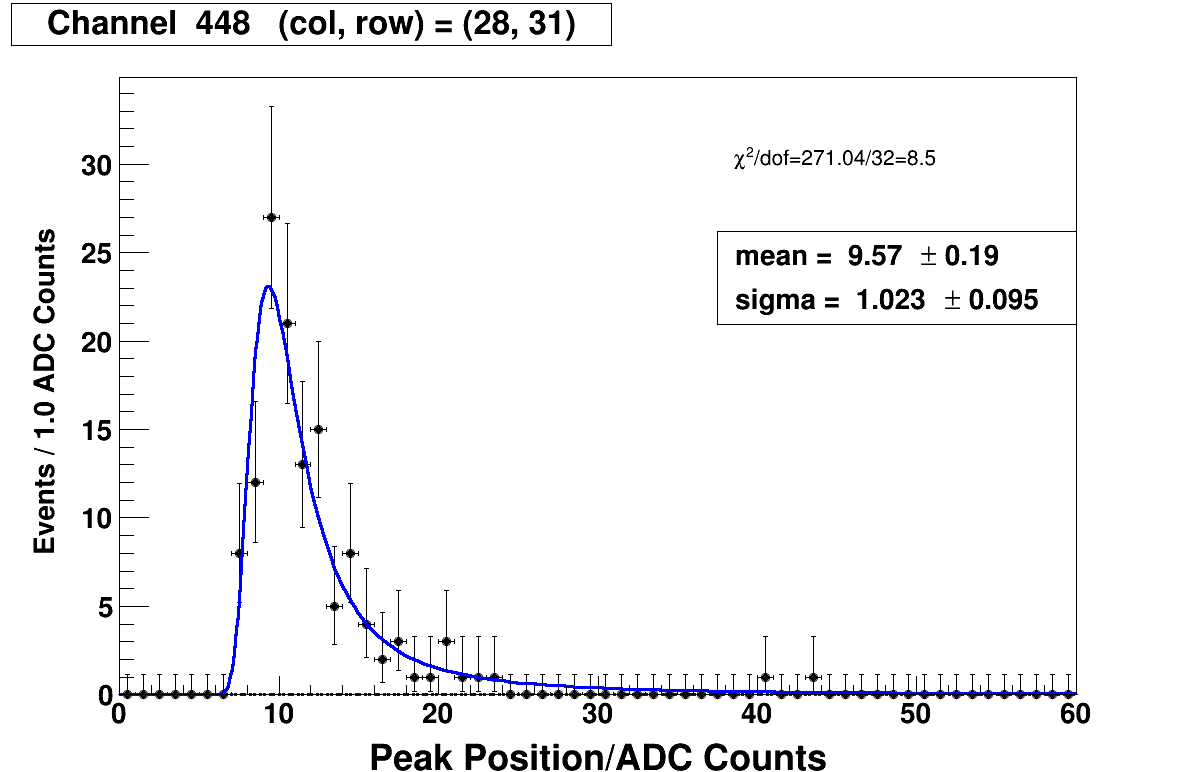 Channel 448 (col, row) = (28, 31)
χ²/dof=271.04/32=8.5
mean = 9.57 ± 0.19
sigma = 1.023 ± 0.095
Events / 1.0 ADC Counts
30
25
20
15
10
5
0
0 10 20 30 40 50 60
Peak Position/ADC Counts